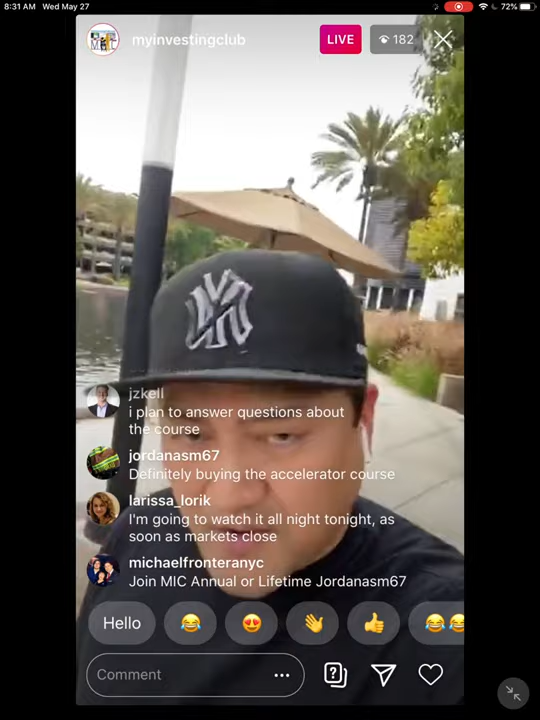 8:31 AM Wed May 27
72%
myinvestingclub
LIVE
182
jzkell
i plan to answer questions about
the course
jordanasm67
Definitely buying the accelerator course
larissa_lorik
I'm going to watch it all night tonight, as
soon as markets close
michaelfronteranyc
Join MIC Annual or Lifetime Jordanasm67
Hello
Comment